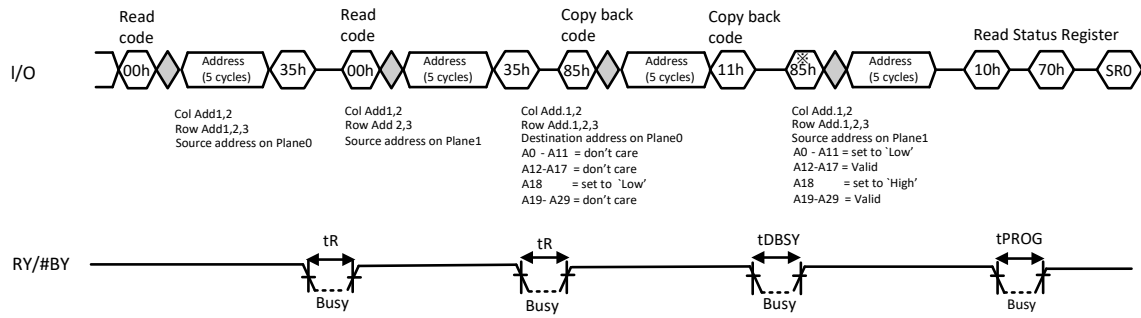 Read
code
Read
code
Copy back
code
Copy back
code
Read Status Register
I/O
00h
Address
(5 cycles)
35h
00h
Address
(5 cycles)
35h
85h
Address
(5 cycles)
11h
※
85h
Address
(5 cycles)
10h
70h
SR0
Col Add1,2
Row Add1,2,3
Source address on Plane0
Col Add1,2
Row Add 2,3
Source address on Plane1
Col Add.1,2
Row Add.1,2,3
Destination address on Plane0
A0 - A11 = don't care
A12-A17 = don't care
A18 = set to `Low'
A19- A29 = don't care
Col Add.1,2
Row Add.1,2,3
Source address on Plane1
A0 - A11 = set to `Low'
A12-A17 = Valid
A18 = set to `High'
A19- A29 = Valid
RY/#BY
tR
tR
tDBSY
tPROG
Busy
Busy
Busy
Busy